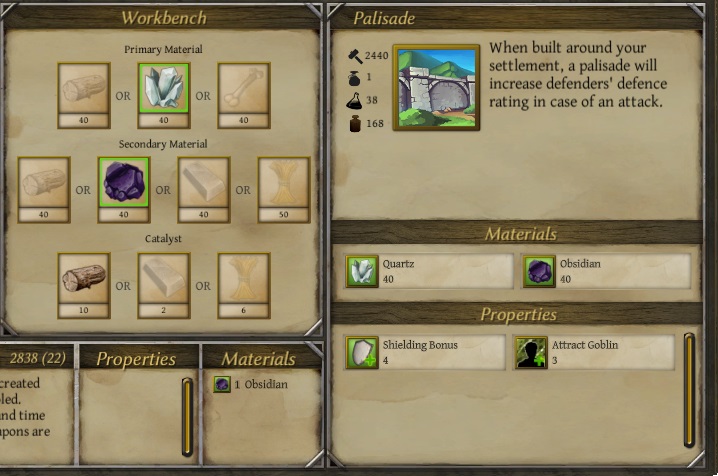 Workbench
Primary Material
OR
OR
40
40
40
Secondary Material
OR
OR
OR
40
40
40
50
Catalyst
OR
OR
10
2
6
2838 (22)
created
led.
and time
pons are
Properties
Materials
1 Obsidian
Palisade
2440
1
38
168
When built around your
settlement, a palisade will
increase defenders' defence
rating in case of an attack.
Materials
Quartz
40
Obsidian
40
Properties
Shielding Bonus
4
Attract Goblin
3